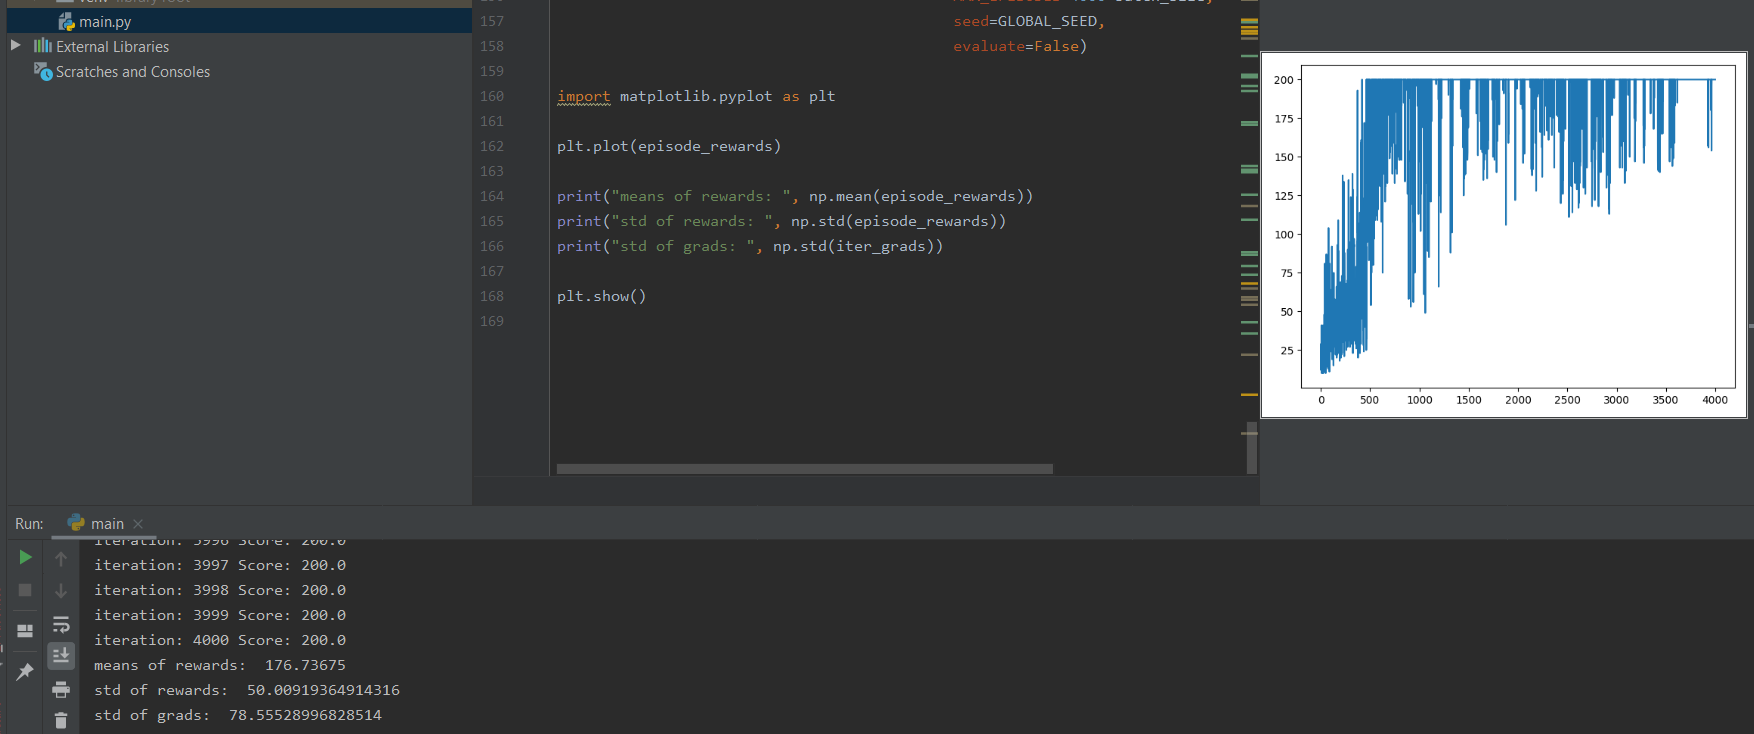 main.py
External Libraries
Scratches and Consoles
157 seed=GLOBAL_SEED,
158 evaluate=False)
159
160 import matplotlib.pyplot as plt
161
162 plt.plot(episode_rewards)
163
164 print("means of rewards: ", np.mean(episode_rewards))
165 print("std of rewards: ", np.std(episode_rewards))
166 print("std of grads: ", np.std(iter_grads))
167
168 plt.show()
169
200
175
150
125
100
75
50
25
0 500 1000 1500 2000 2500 3000 3500 4000
Run: main
iteration: 3996 Score: 200.0
iteration: 3997 Score: 200.0
iteration: 3998 Score: 200.0
iteration: 3999 Score: 200.0
iteration: 4000 Score: 200.0
means of rewards:  176.73675
std of rewards:  50.00919364914316
std of grads:  78.55528996828514